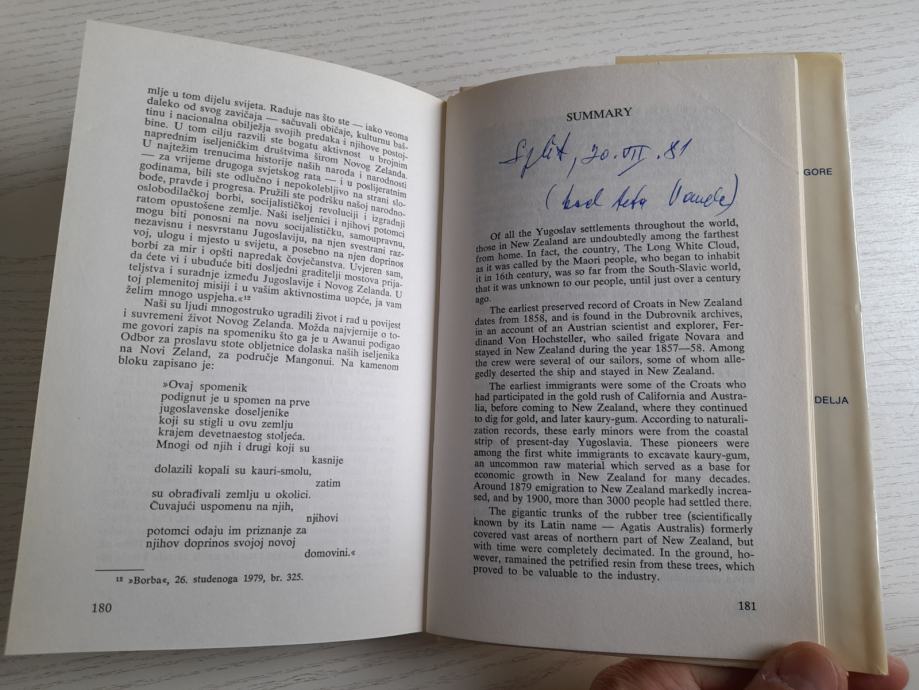 mlje u tom dijelu svijeta. Raduje nas što ste — iako veoma
daleko od svog zavičaja — sačuvali običaje, kulturnu baš-
tinu i nacionalna obilježja svojih predaka i njihove postoj-
bine. U tom cilju razvili ste bogatu aktivnost u brojnim
naprednim iseljeničkim društvima širom Novog Zelanda.
U najtežim trenucima historije naših naroda i narodnosti
— za vrijeme drugoga svjetskog rata — i u poslijeratnim
godinama, bili ste odlučno i nepokolebljivo na strani slo-
bode, pravde i progresa. Pružili ste podršku našoj narodno-
oslobodilačkoj borbi, socijalističkoj revoluciji i izgradnji
ratom opustošene zemlje. Naši iseljenici i njihovi potomci
mogu biti ponosni na novu socijalističku, samoupravnu,
nezavisnu i nesvrstanu Jugoslaviju, na njen svestrani raz-
voj, ulogu i mjesto u svijetu, a posebno na njen doprinos
borbi za mir i opšti napredak čovječanstva. Uvjeren sam,
da ćete vi i ubuduće biti dosljedni graditelji mostova prija-
teljstva i suradnje između Jugoslavije i Novog Zelanda. U
toj plemenitoj misiji i u vašim aktivnostima uopće, ja vam
želim mnogo uspjeha.«¹²
Naši su ljudi mnogostruko ugradili život i rad u povijest
i suvremeni život Novog Zelanda. Možda najvjernije o to-
me govori zapis na spomeniku što ga je u Awanui podigao
Odbor za proslavu stote obljetnice dolaska naših iseljenika
na Novi Zeland, za područje Mangonui. Na kamenom
bloku zapisano je:
»Ovaj spomenik
podignut je u spomen na prve
jugoslavenske doseljenike
koji su stigli u ovu zemlju
krajem devetnaestog stoljeća.
Mnogi od njih i drugi koji su
kasnije
dolazili kopali su kauri-smolu,
zatim
su obrađivali zemlju u okolici.
Čuvajući uspomenu na njih,
njihovi
potomci odaju im priznanje za
njihov doprinos svojoj novoj
domovini.«
¹² »Borba«, 26. studenoga 1979, br. 325.
180
SUMMARY
Split, 20.VII.81
(kod teta Vande)
Of all the Yugoslav settlements throughout the world,
those in New Zealand are undoubtedly among the farthest
from home. In fact, the country, The Long White Cloud,
as it was called by the Maori people, who began to inhabit
it in 16th century, was so far from the South-Slavic world,
that it was unknown to our people, until just over a century
ago.
The earliest preserved record of Croats in New Zealand
dates from 1858, and is found in the Dubrovnik archives,
in an account of an Austrian scientist and explorer, Fer-
dinand Von Hochsteller, who sailed frigate Novara and
stayed in New Zealand during the year 1857—58. Among
the crew were several of our sailors, some of whom alle-
gedly deserted the ship and stayed in New Zealand.
The earliest immigrants were some of the Croats who
had participated in the gold rush of California and Austra-
lia, before coming to New Zealand, where they continued
to dig for gold, and later kaury-gum. According to naturali-
zation records, these early minors were from the coastal
strip of present-day Yugoslavia. These pioneers were
among the first white immigrants to excavate kaury-gum,
an uncommon raw material which served as a base for
economic growth in New Zealand for many decades.
Around 1879 emigration to New Zealand markedly increa-
sed, and by 1900, more than 3000 people had settled there.
The gigantic trunks of the rubber tree (scientifically
known by its Latin name — Agatis Australis) formerly
covered vast areas of northern part of New Zealand, but
with time were completely decimated. In the ground, ho-
wever, ramained the petrified resin from these trees, which
proved to be valuable to the industry.
181
GORE
DELJA